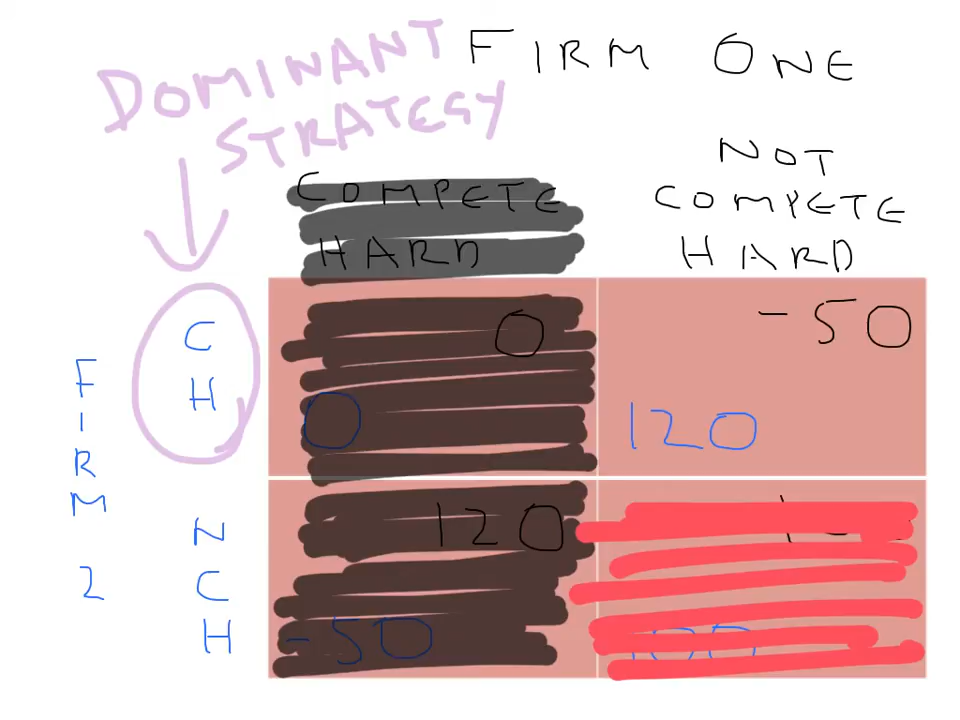 DOMINANT
STRATEGY
FIRM ONE
COMPETE
HARD
NOT
COMPETE
HARD
FIRM 2
CH
0
0
-50
120
NCH
120
-50
100